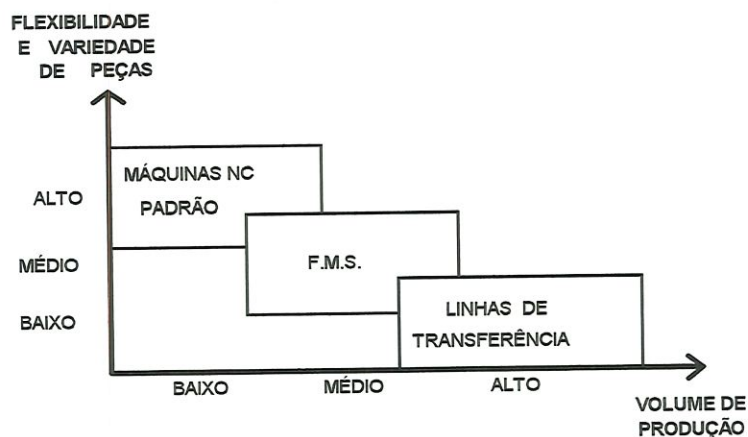 FLEXIBILIDADE
E VARIEDADE
DE PEÇAS
MÁQUINAS NC
PADRÃO
ALTO
MÉDIO
F.M.S.
BAIXO
LINHAS DE
TRANSFERÊNCIA
BAIXO
MÉDIO
ALTO
VOLUME DE
PRODUÇÃO